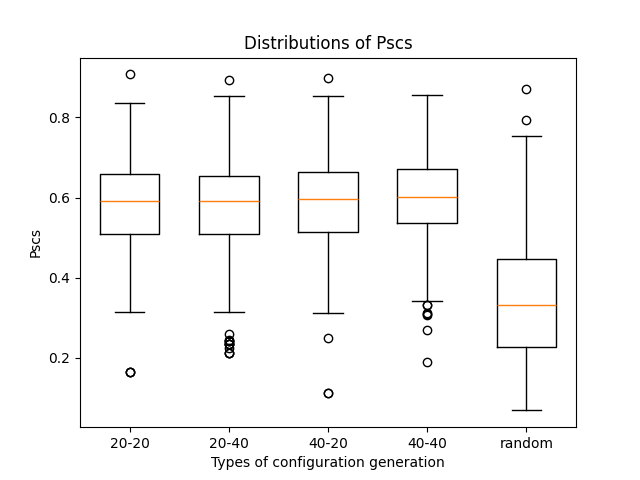 Distributions of Pscs
Pscs
0.8
0.6
0.4
0.2
20-20 20-40 40-20 40-40 random
Types of configuration generation